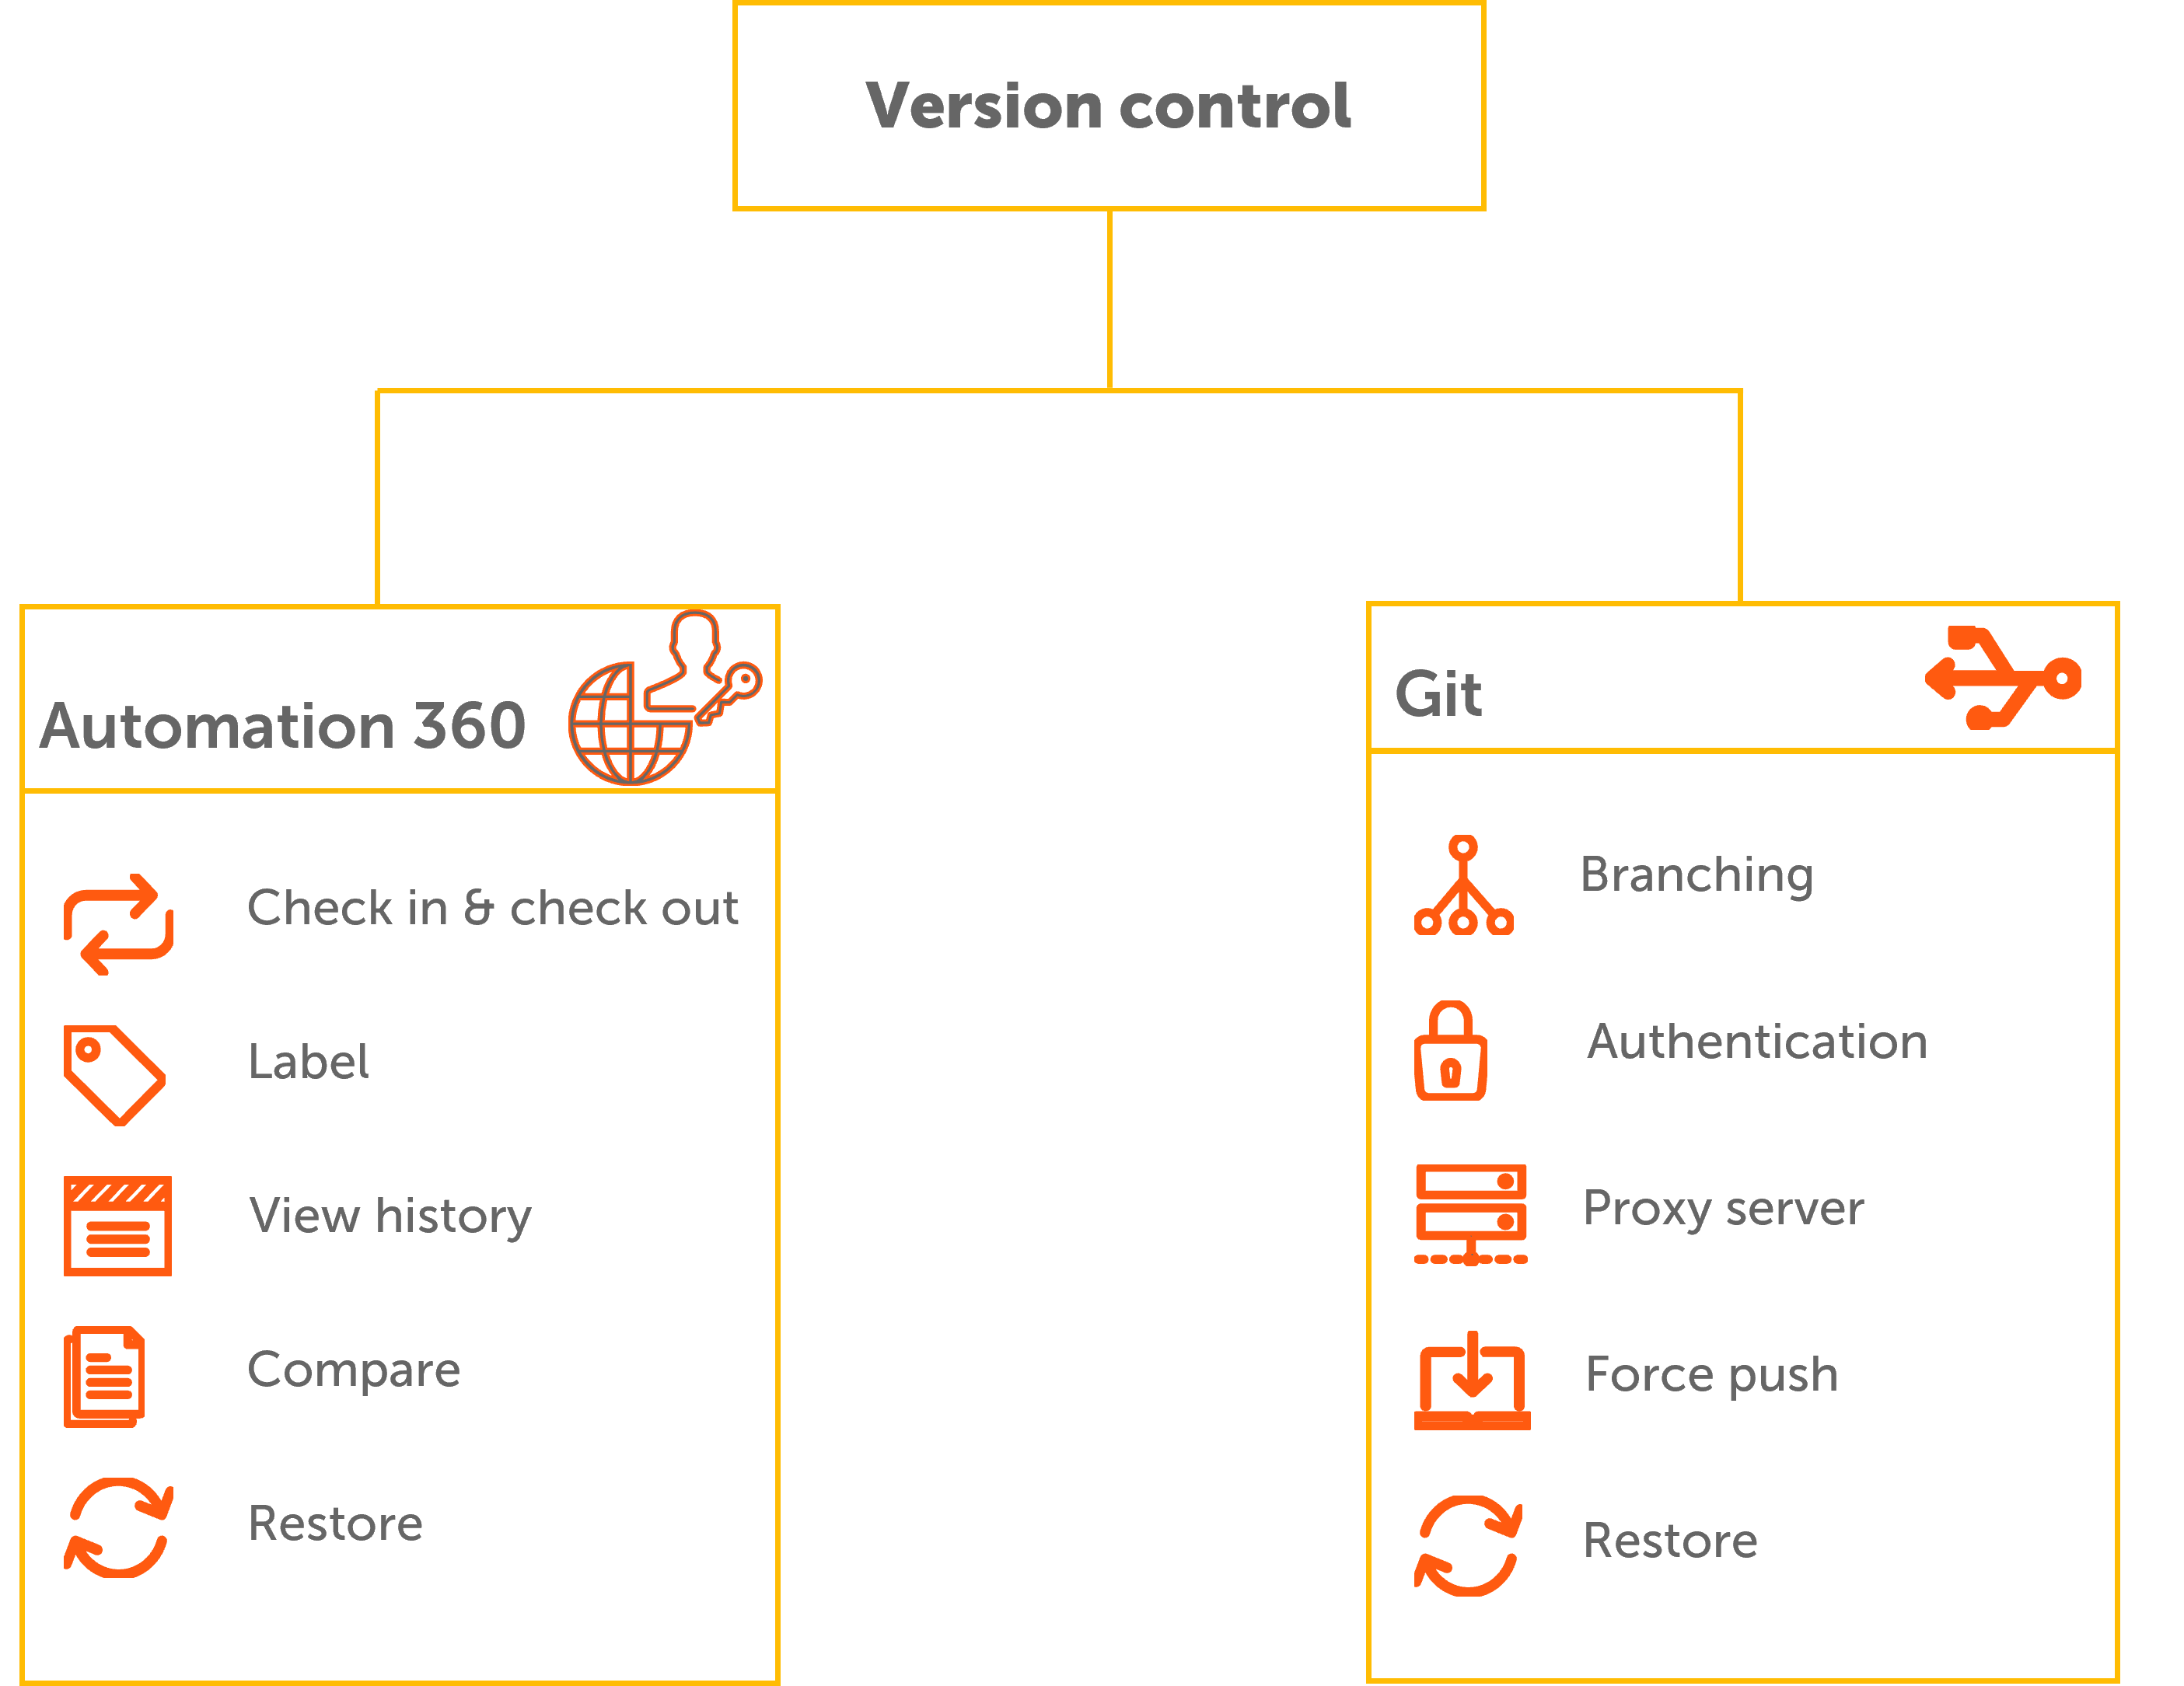 Version control
Automation 360
Check in & check out
Label
View history
Compare
Restore
Git
Branching
Authentication
Proxy server
Force push
Restore